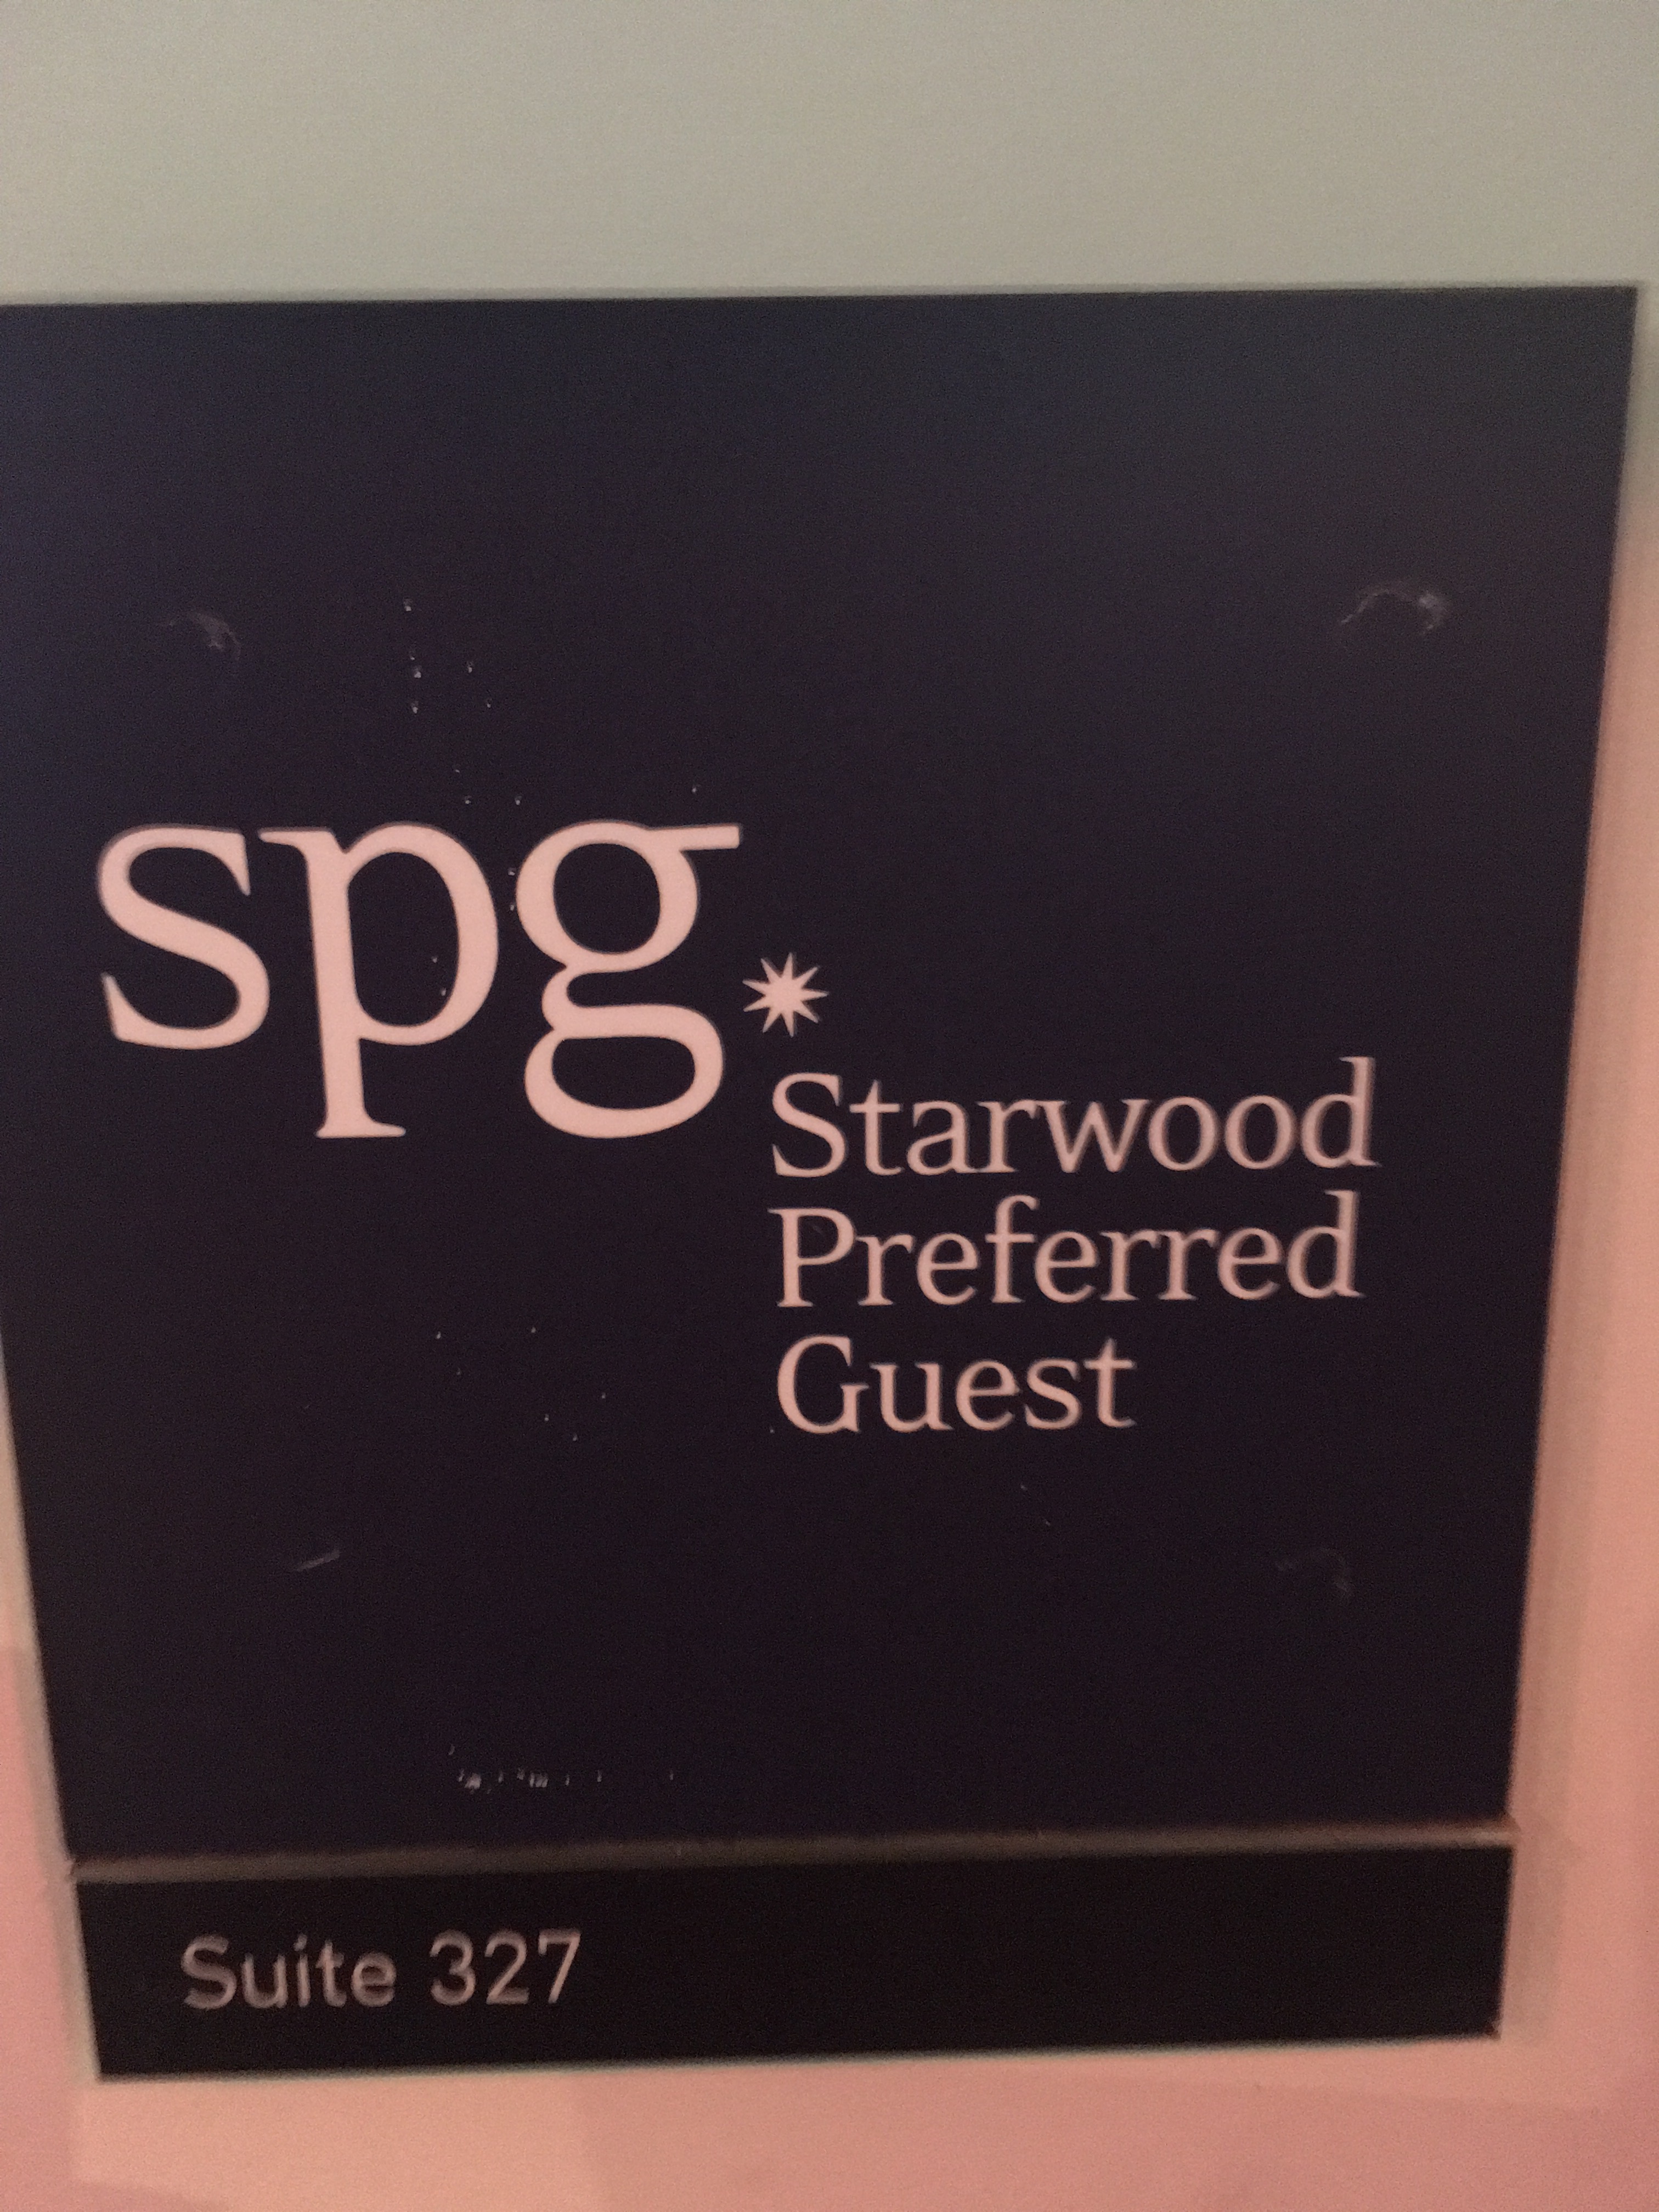 spg
Starwood
Preferred
Guest
Suite 327